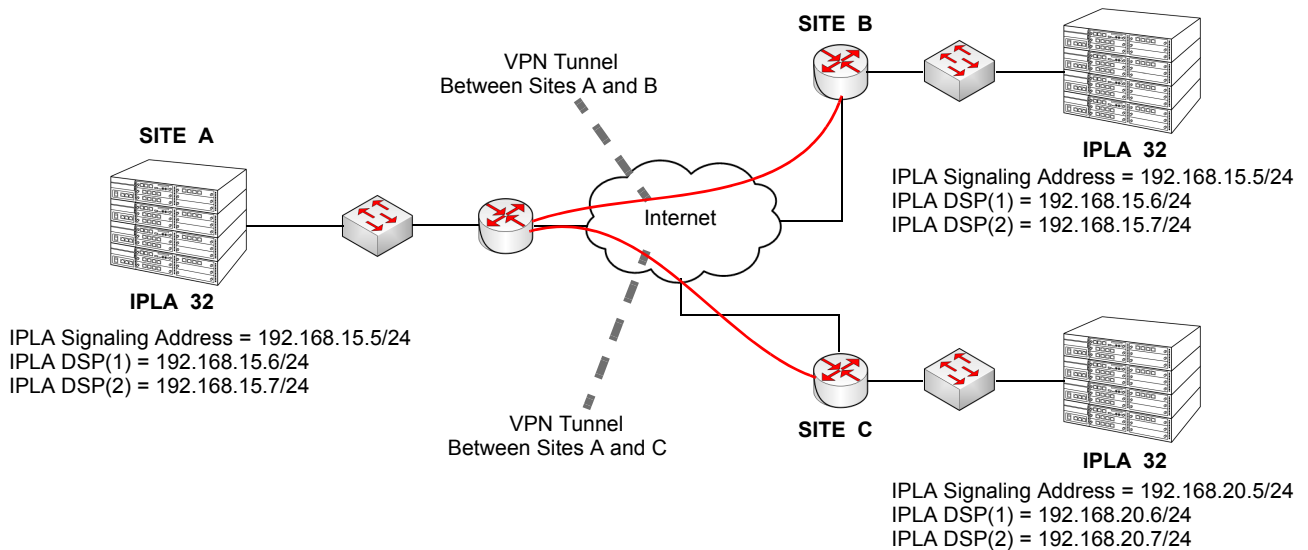 SITE B
VPN Tunnel
Between Sites A and B
SITE A
IPLA 32
IPLA Signaling Address = 192.168.15.5/24
IPLA DSP(1) = 192.168.15.6/24
IPLA DSP(2) = 192.168.15.7/24
Internet
IPLA 32
IPLA Signaling Address = 192.168.15.5/24
IPLA DSP(1) = 192.168.15.6/24
IPLA DSP(2) = 192.168.15.7/24
VPN Tunnel
Between Sites A and C
SITE C
IPLA 32
IPLA Signaling Address = 192.168.20.5/24
IPLA DSP(1) = 192.168.20.6/24
IPLA DSP(2) = 192.168.20.7/24